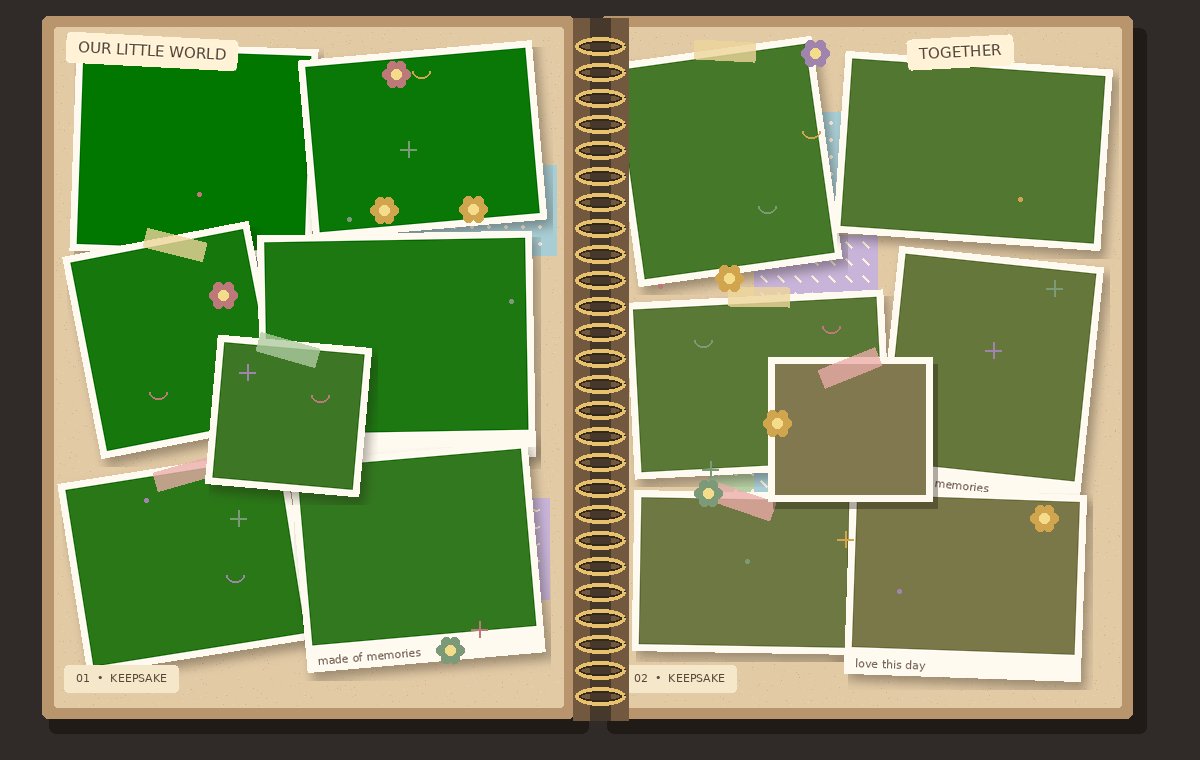 OUR LITTLE WORLD
made of memories
01 • KEEPSAKE
TOGETHER
memories
love this day
02 • KEEPSAKE